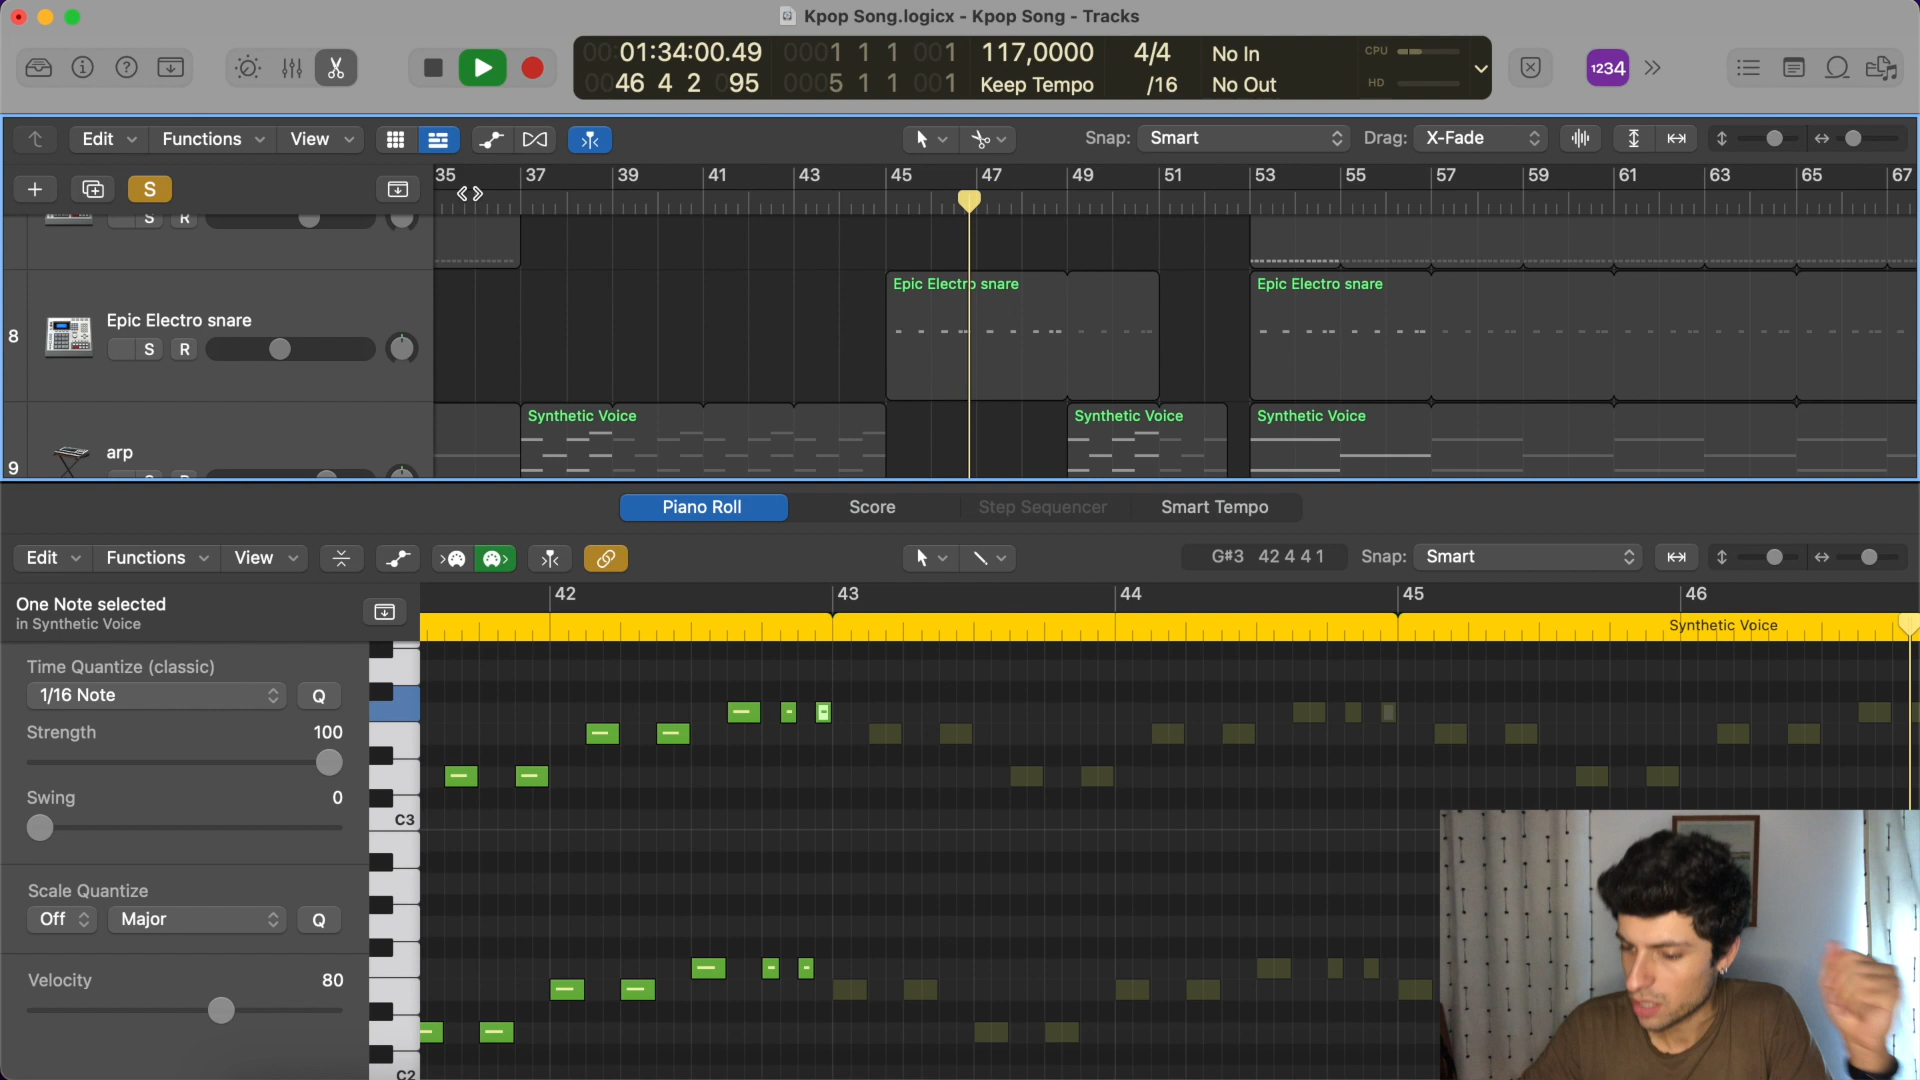 Kpop Song.logicx - Kpop Song - Tracks
00:01:34:00.49 0001 1 1 001 117,0000 4/4 No In CPU
0046 4 2 095 0005 1 1 001 Keep Tempo /16 No Out HD
1234
Edit Functions View Snap: Smart Drag: X-Fade
S
35 37 39 41 43 45 47 49 51 53 55 57 59 61 63 65 67
S R
Epic Electro snare Epic Electro snare
8
Epic Electro snare
S R
Synthetic Voice Synthetic Voice Synthetic Voice
9
arp
Piano Roll Score Step Sequencer Smart Tempo
Edit Functions View G#3 42 4 4 1 Snap: Smart
42 43 44 45 46
One Note selected
in Synthetic Voice
Synthetic Voice
Time Quantize (classic)
1/16 Note Q
Strength 100
Swing 0
C3
Scale Quantize
Off Major Q
Velocity 80
C2